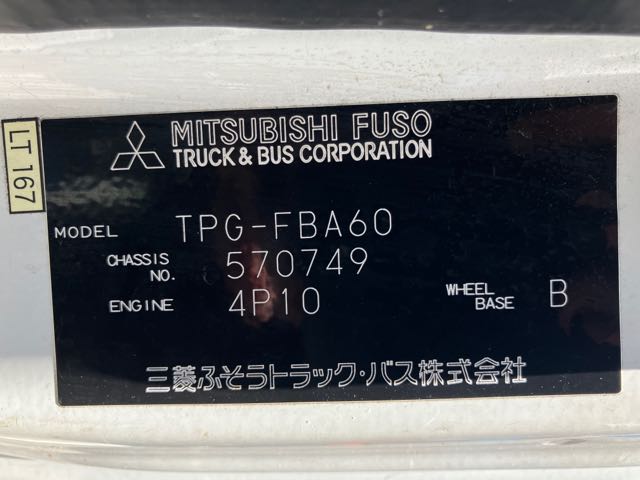 LT 167
MITSUBISHI FUSO
TRUCK & BUS CORPORATION
MODEL TPG-FBA60
CHASSIS NO. 570749
ENGINE 4P10 WHEEL BASE B
三菱ふそうトラック・バス株式会社